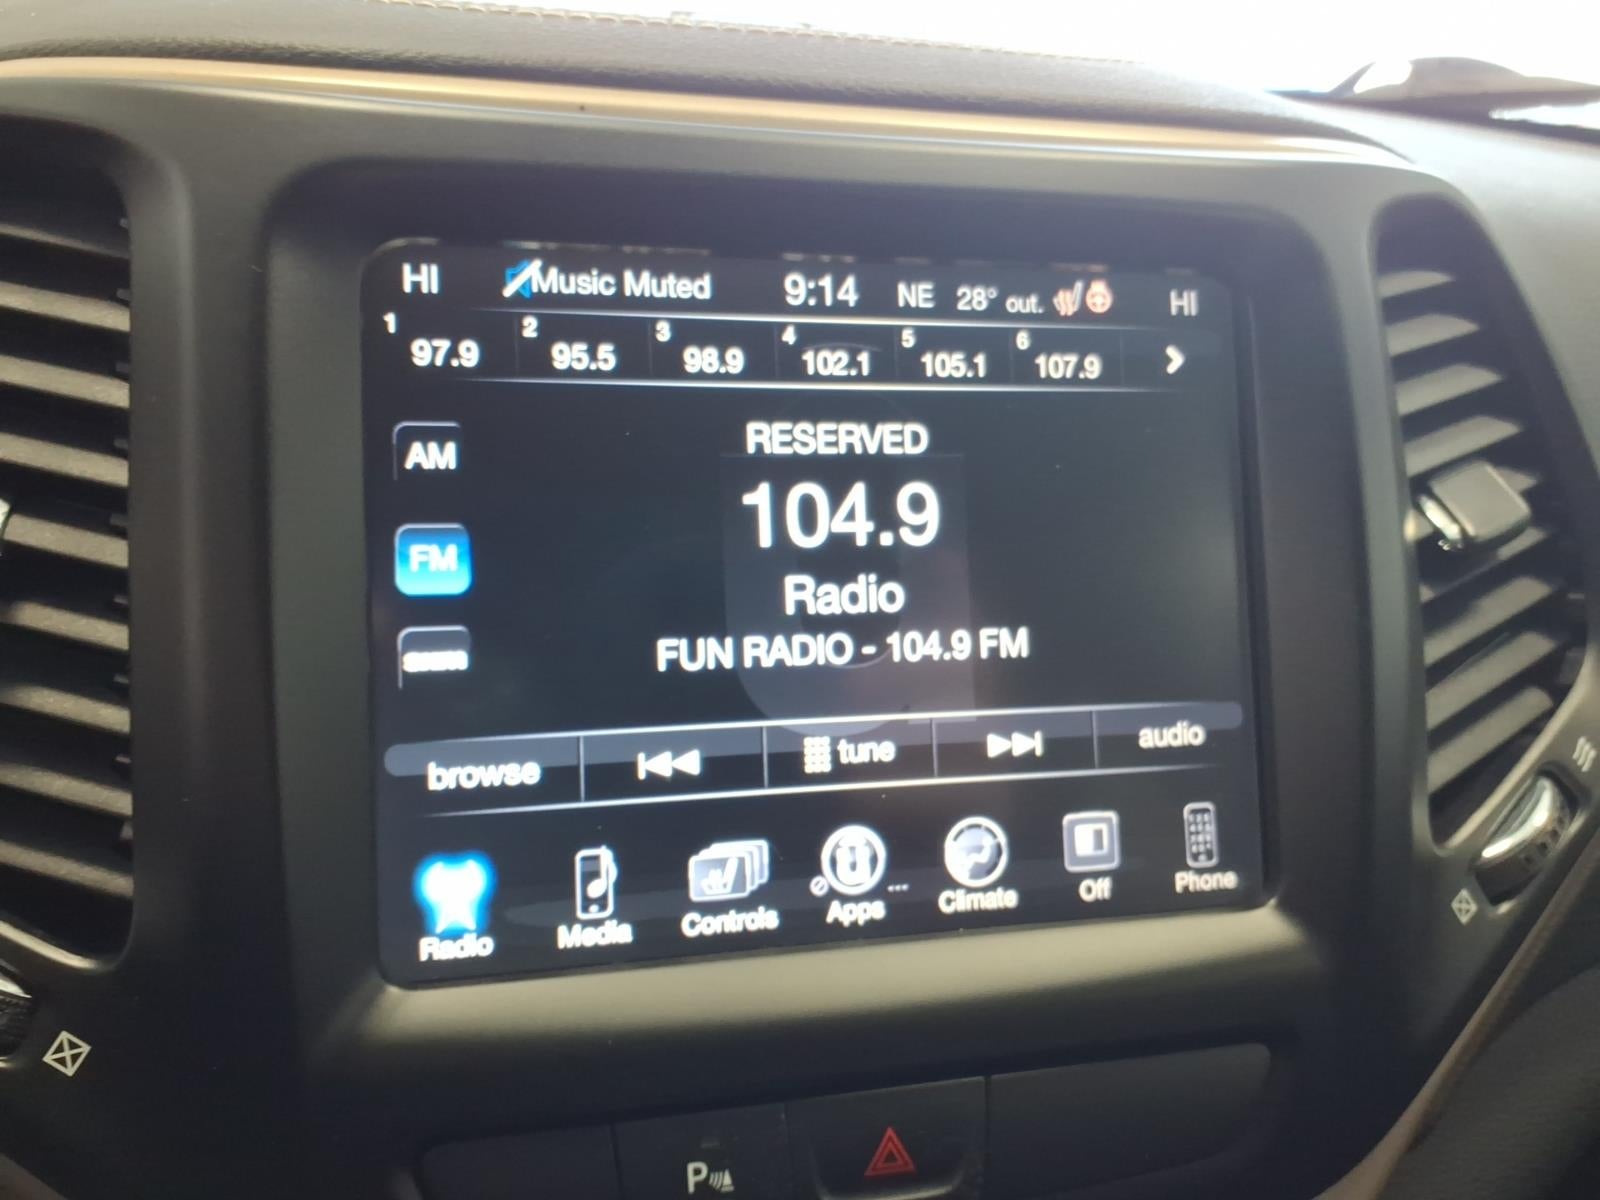 HI Music Muted 9:14 NE 28° out. HI
1 97.9 2 95.5 3 98.9 4 102.1 5 105.1 6 107.9
AM
RESERVED
104.9
FM
Radio
FUN RADIO - 104.9 FM
browse tune audio
Radio Media Controls Apps ... Climate Off Phone
P